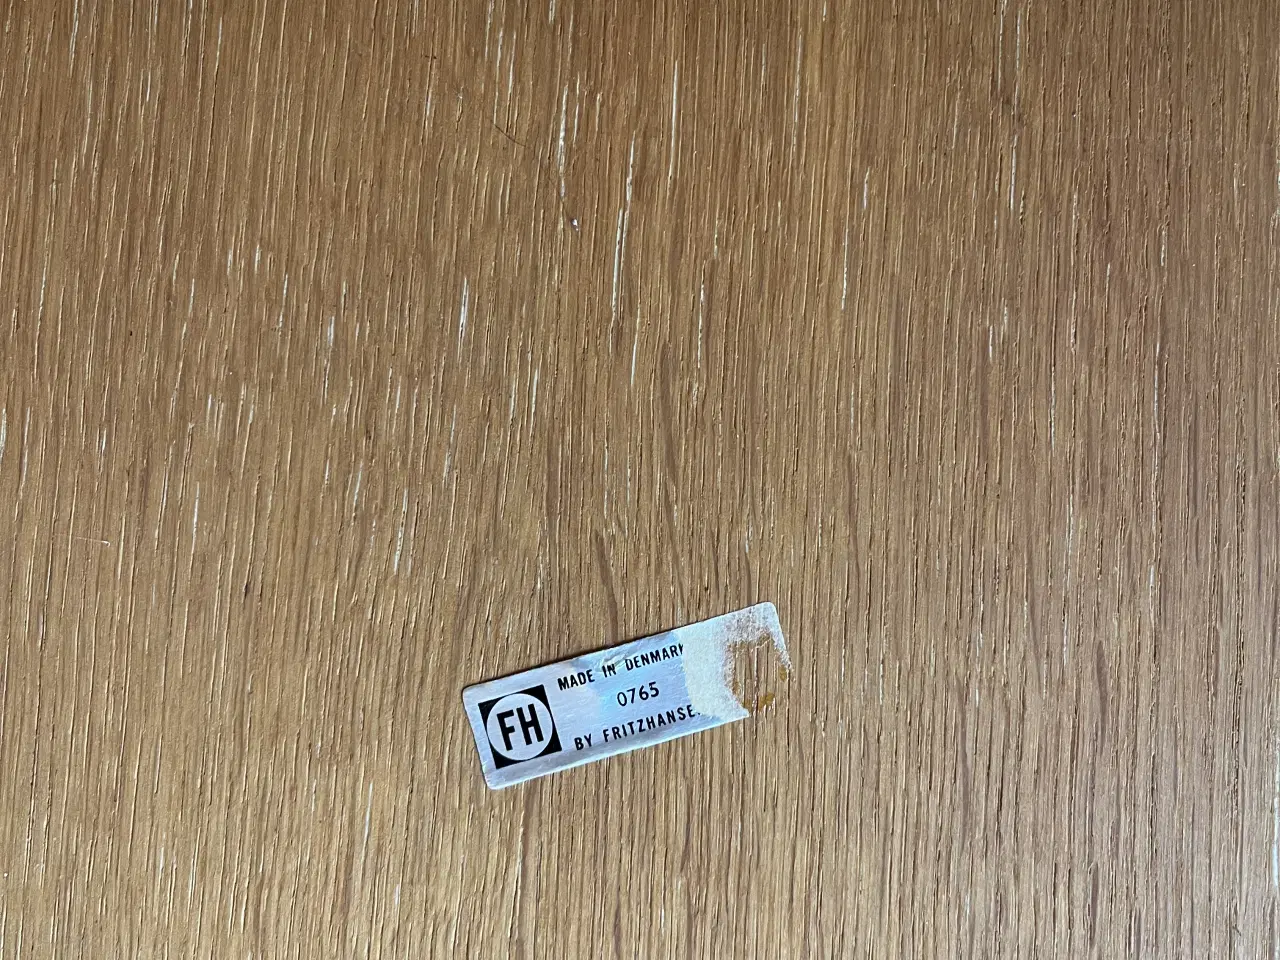 FH
MADE IN DENMARK
0765
BY FRITZHANSE